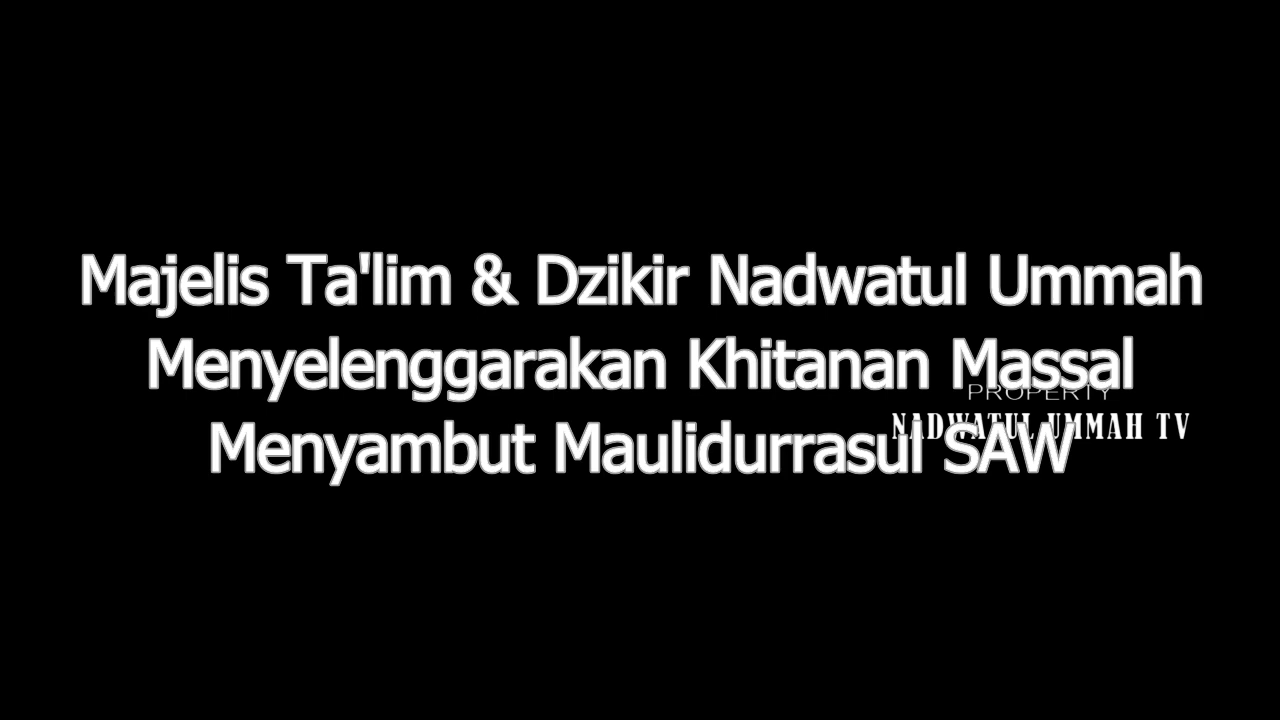 Majelis Ta'lim & Dzikir Nadwatul Ummah
Menyelenggarakan Khitanan Massal
PROPERTY
Menyambut Maulidurrasul SAW
NADWATUL UMMAH TV